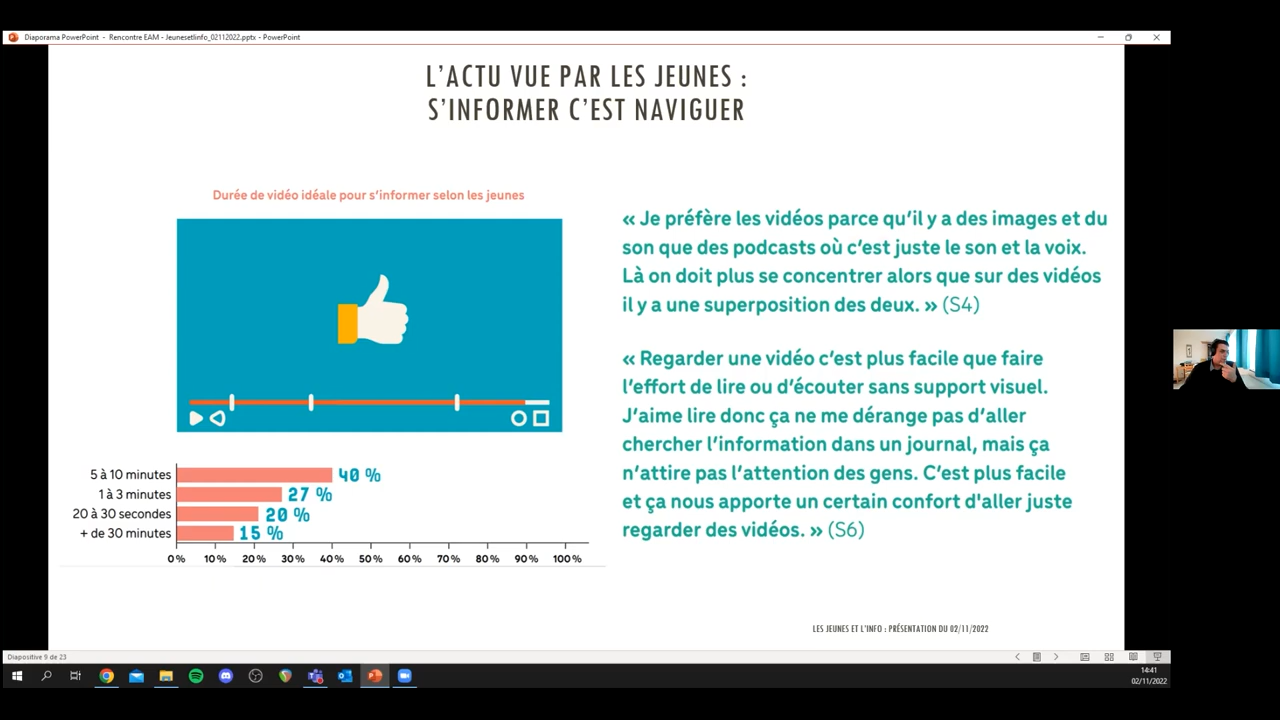 Diaporama PowerPoint - Rencontre EAM - Jeunesetlinfo_02112022.pptx - PowerPoint
L'ACTU VUE PAR LES JEUNES :
S'INFORMER C'EST NAVIGUER
Durée de vidéo idéale pour s'informer selon les jeunes
5 à 10 minutes 40 %
1 à 3 minutes 27 %
20 à 30 secondes 20 %
+ de 30 minutes 15 %
0 % 10 % 20 % 30 % 40 % 50 % 60 % 70 % 80 % 90 % 100 %
« Je préfère les vidéos parce qu'il y a des images et du
son que des podcasts où c'est juste le son et la voix.
Là on doit plus se concentrer alors que sur des vidéos
il y a une superposition des deux. » (S4)
« Regarder une vidéo c'est plus facile que faire
l'effort de lire ou d'écouter sans support visuel.
J'aime lire donc ça ne me dérange pas d'aller
chercher l'information dans un journal, mais ça
n'attire pas l'attention des gens. C'est plus facile
et ça nous apporte un certain confort d'aller juste
regarder des vidéos. » (S6)
LES JEUNES ET L'INFO : PRÉSENTATION DU 02/11/2022
Diapositive 9 de 23
14:41
02/11/2022